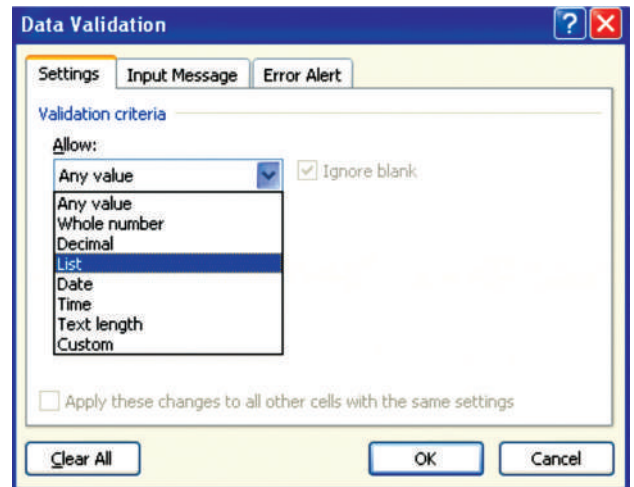 Data Validation
Settings Input Message Error Alert
Validation criteria
Allow:
Any value Ignore blank
Any value
Whole number
Decimal
List
Date
Time
Text length
Custom
Apply these changes to all other cells with the same settings
Clear All OK Cancel